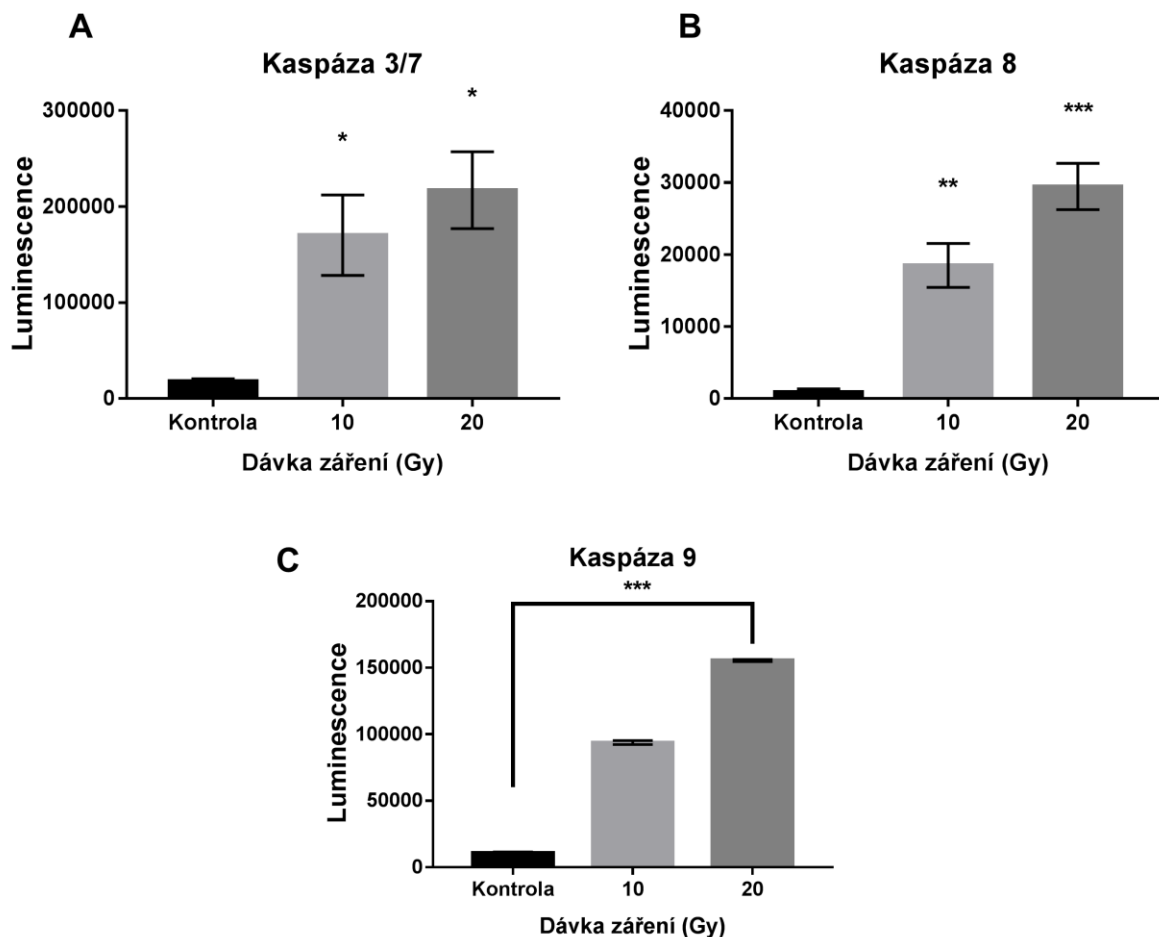 A
Kaspáza 3/7
300000
200000
100000
0
Luminescence
*
*
Kontrola 10 20
Dávka záření (Gy)
B
Kaspáza 8
40000
30000
20000
10000
0
Luminescence
**
***
Kontrola 10 20
Dávka záření (Gy)
C
Kaspáza 9
***
200000
150000
100000
50000
0
Luminescence
Kontrola 10 20
Dávka záření (Gy)